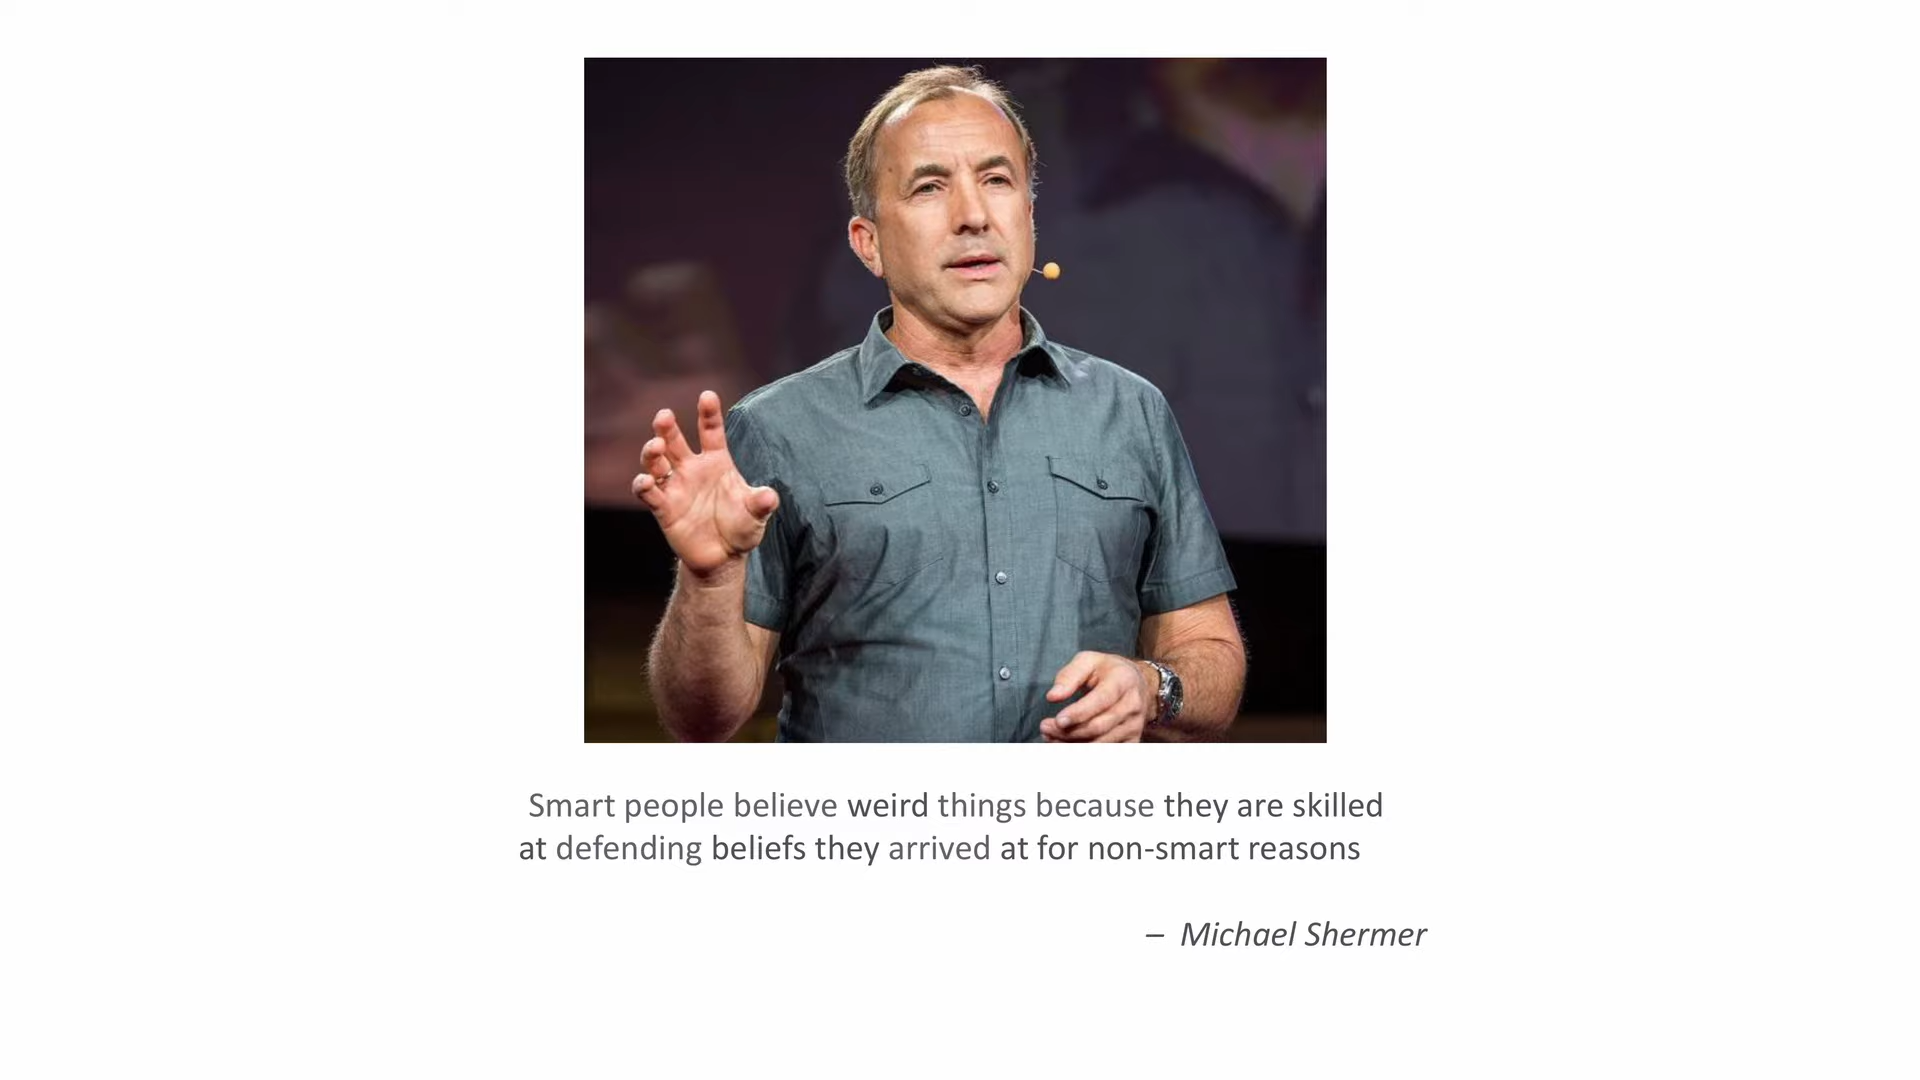 Smart people believe weird things because they are skilled
at defending beliefs they arrived at for non-smart reasons
– Michael Shermer